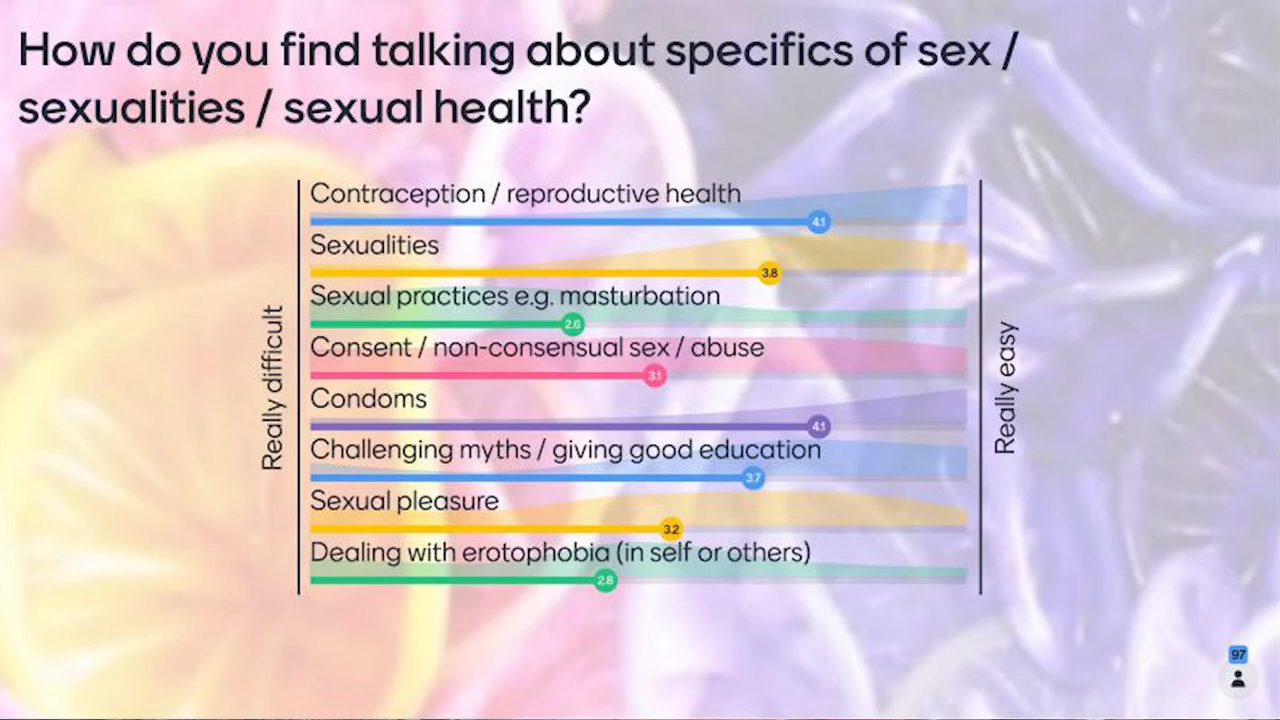 How do you find talking about specifics of sex /
sexualities / sexual health?
Really difficult
Contraception / reproductive health
4.1
Sexualities
3.8
Sexual practices e.g. masturbation
2.6
Consent / non-consensual sex / abuse
3.1
Condoms
4.1
Challenging myths / giving good education
3.7
Sexual pleasure
3.2
Dealing with erotophobia (in self or others)
2.8
Really easy
97